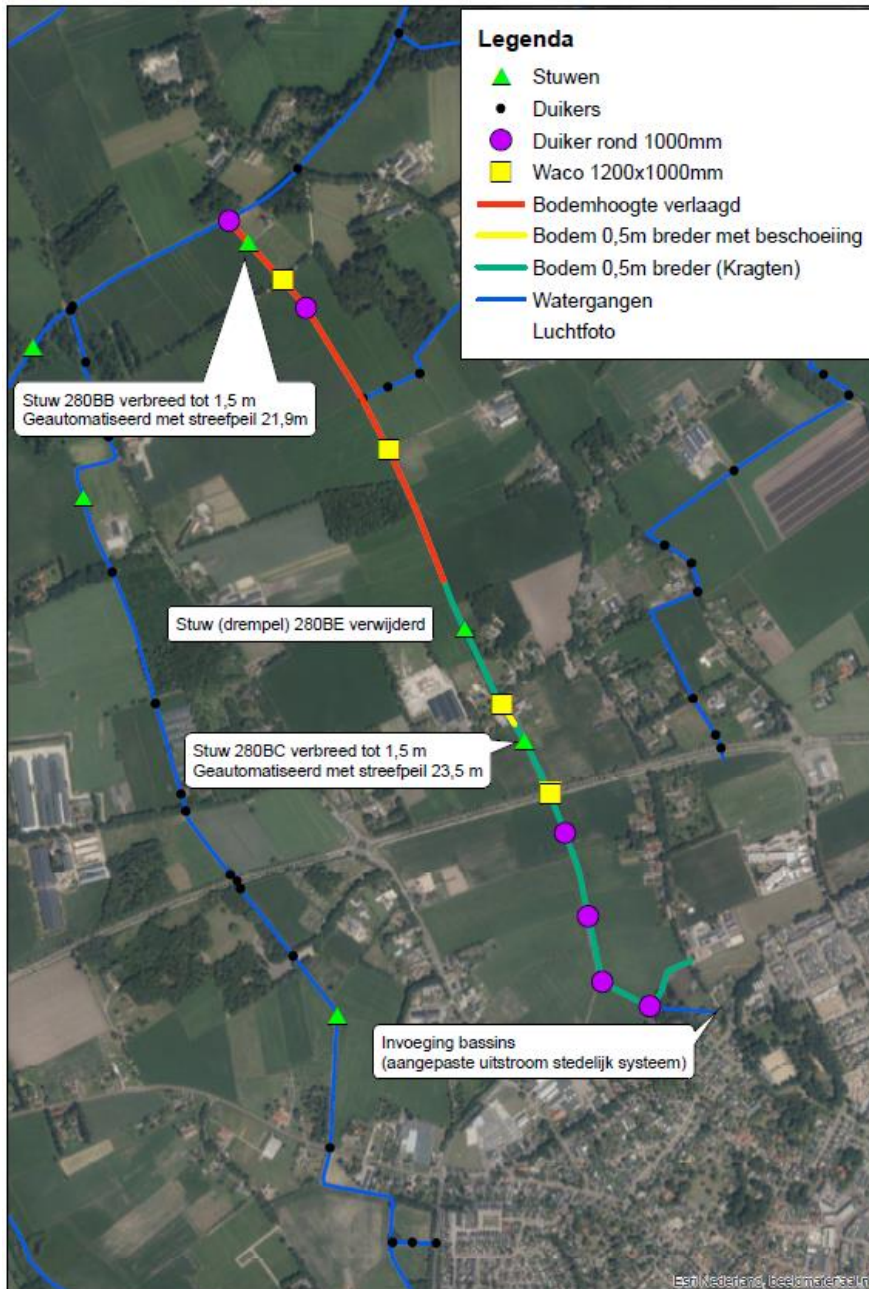 Legenda
Stuwen
Duikers
Duiker rond 1000mm
Waco 1200x1000mm
Bodemhoogte verlaagd
Bodem 0,5m breder met beschoeiing
Bodem 0,5m breder (Kragten)
Watergangen
Luchtfoto
Stuw 280BB verbreed tot 1,5 m
Geautomatiseerd met streefpeil 21,9m
Stuw (drempel) 280BE verwijderd
Stuw 280BC verbreed tot 1,5 m
Geautomatiseerd met streefpeil 23,5 m
Invoeging bassins
(aangepaste uitstroom stedelijk systeem)
Esri Nederland, beeldmateriaal.n